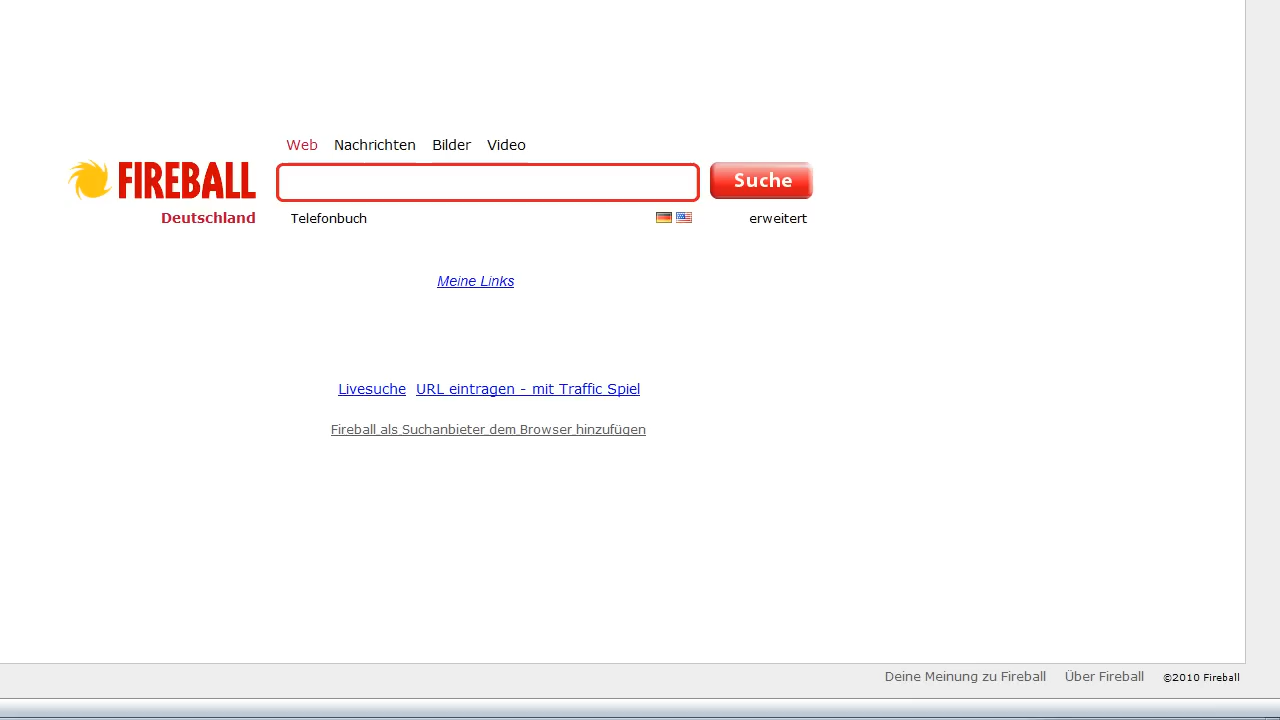 Web Nachrichten Bilder Video
FIREBALL
Suche
Deutschland Telefonbuch erweitert
Meine Links
Livesuche URL eintragen - mit Traffic Spiel
Fireball als Suchanbieter dem Browser hinzufügen
Deine Meinung zu Fireball Über Fireball ©2010 Fireball